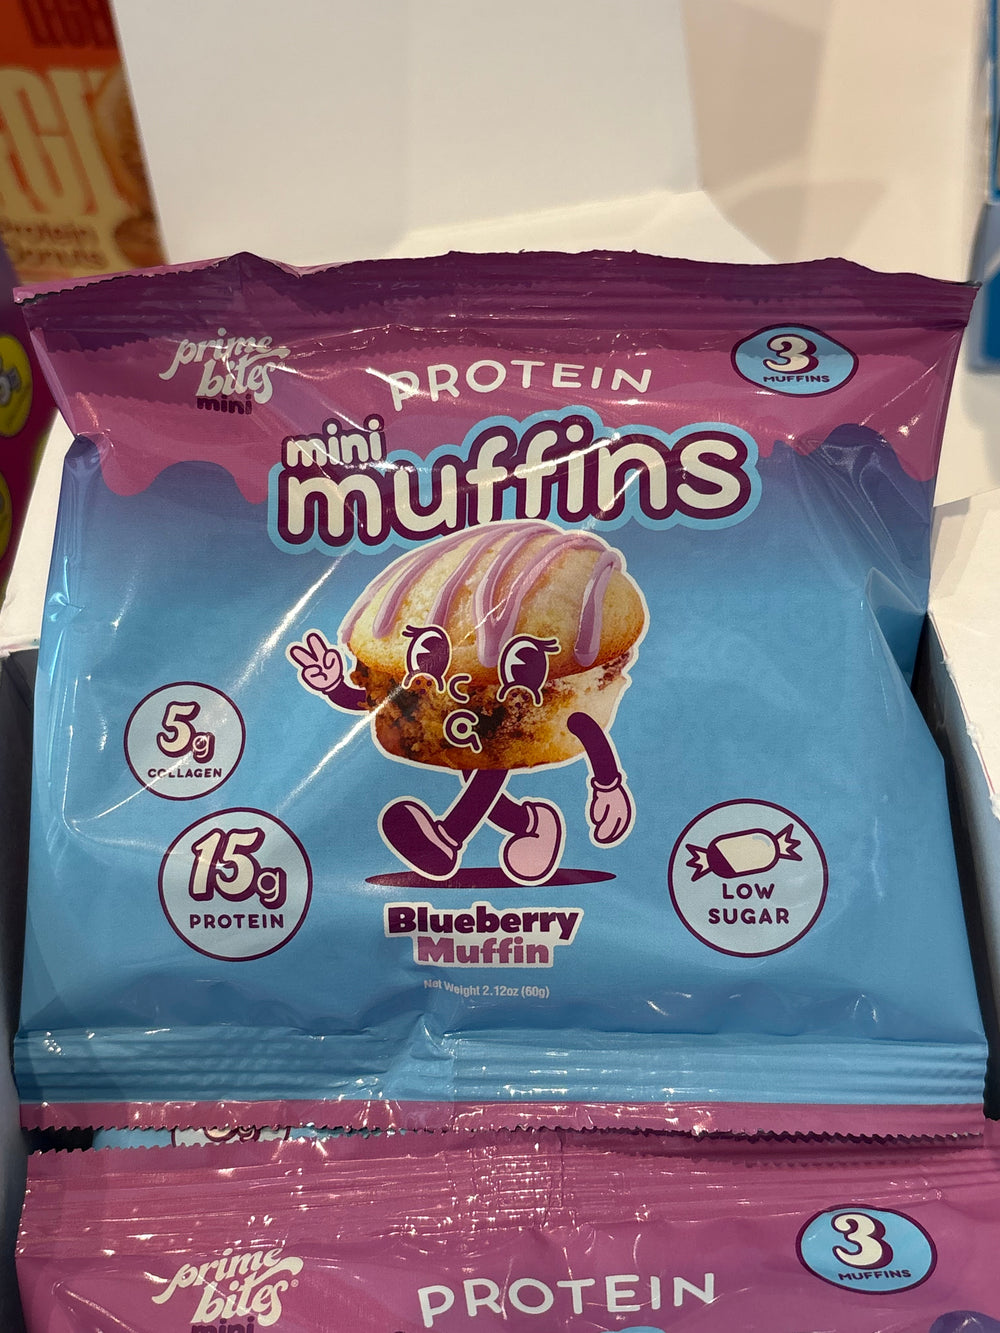 prime
bites
mini
PROTEIN
3
MUFFINS
mini
muffins
5g
COLLAGEN
15g
PROTEIN
LOW
SUGAR
Blueberry
Muffin
Net Weight 2.12oz (60g)
prime
bites®
mini
PROTEIN
3
MUFFINS
Protein